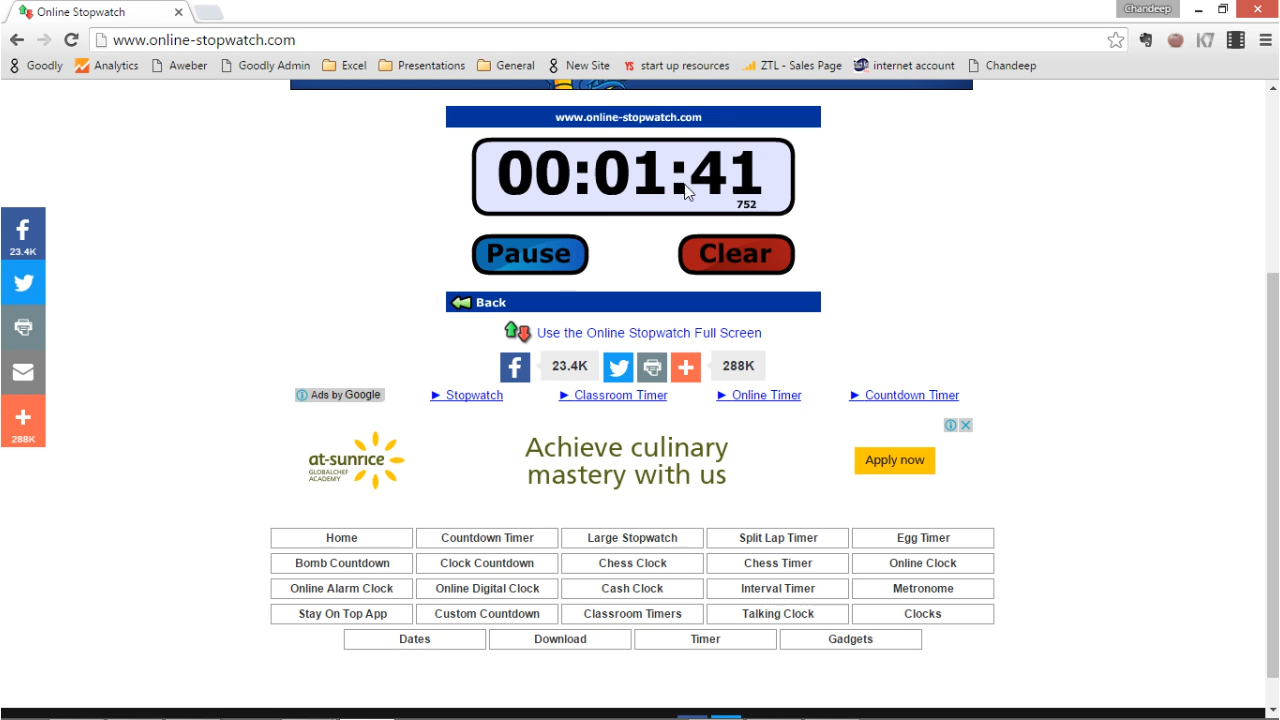 Online Stopwatch
Chandeep
www.online-stopwatch.com
K7
Goodly Analytics Aweber Goodly Admin Excel Presentations General New Site YS start up resources ZTL - Sales Page internet account Chandeep
www.online-stopwatch.com
00:01:41
752
Pause Clear
Back
Use the Online Stopwatch Full Screen
23.4K 288K
23.4K
288K
Ads by Google ► Stopwatch ► Classroom Timer ► Online Timer ► Countdown Timer
at-sunrice
GLOBALCHEF
ACADEMY
Achieve culinary
mastery with us
Apply now
Home Countdown Timer Large Stopwatch Split Lap Timer Egg Timer
Bomb Countdown Clock Countdown Chess Clock Chess Timer Online Clock
Online Alarm Clock Online Digital Clock Cash Clock Interval Timer Metronome
Stay On Top App Custom Countdown Classroom Timers Talking Clock Clocks
Dates Download Timer Gadgets